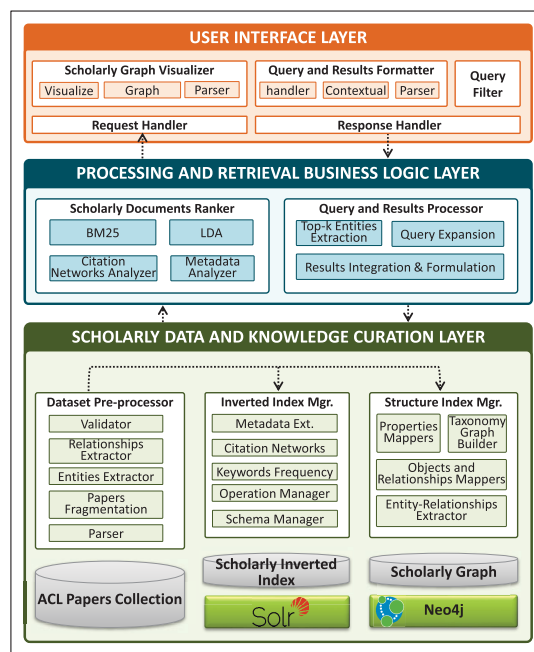 USER INTERFACE LAYER
Scholarly Graph Visualizer
Visualize
Graph
Parser
Query and Results Formatter
handler
Contextual
Parser
Query
Filter
Request Handler
Response Handler
PROCESSING AND RETRIEVAL BUSINESS LOGIC LAYER
Scholarly Documents Ranker
BM25
LDA
Citation
Networks Analyzer
Metadata
Analyzer
Query and Results Processor
Top-k Entities
Extraction
Query Expansion
Results Integration & Formulation
SCHOLARLY DATA AND KNOWLEDGE CURATION LAYER
Dataset Pre-processor
Validator
Relationships
Extractor
Entities Extractor
Papers
Fragmentation
Parser
Inverted Index Mgr.
Metadata Ext.
Citation Networks
Keywords Frequency
Operation Manager
Schema Manager
Structure Index Mgr.
Properties
Mappers
Taxonomy
Graph
Builder
Objects and
Relationships Mappers
Entity-Relationships
Extractor
ACL Papers Collection
Scholarly Inverted
Index
Solr
Scholarly Graph
Neo4j